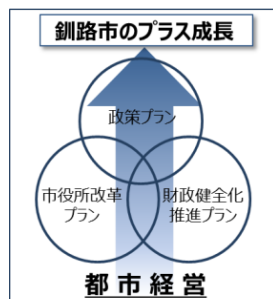 釧路市のプラス成長
政策プラン
市役所改革
プラン
財政健全化
推進プラン
都市経営